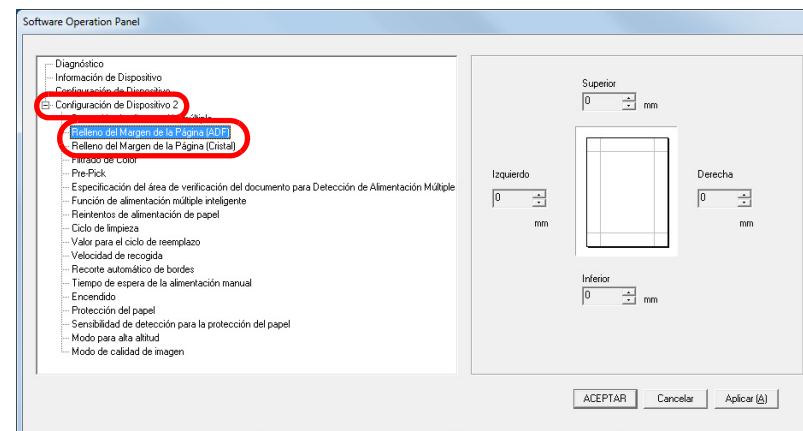 Software Operation Panel
Diagnóstico
Información de Dispositivo
Configuración de Dispositivo
Configuración de Dispositivo 2
múltiple
Relleno del Margen de la Página (ADF)
Relleno del Margen de la Página (Cristal)
Filtrado de Color
Pre-Pick
Especificación del área de verificación del documento para Detección de Alimentación Múltiple
Función de alimentación múltiple inteligente
Reintentos de alimentación de papel
Ciclo de limpieza
Valor para el ciclo de reemplazo
Velocidad de recogida
Recorte automático de bordes
Tiempo de espera de la alimentación manual
Encendido
Protección del papel
Sensibilidad de detección para la protección del papel
Modo para alta altitud
Modo de calidad de imagen
Superior
0 mm
Izquierdo
0
mm
Derecha
0
mm
Inferior
0 mm
ACEPTAR Cancelar Aplicar (A)